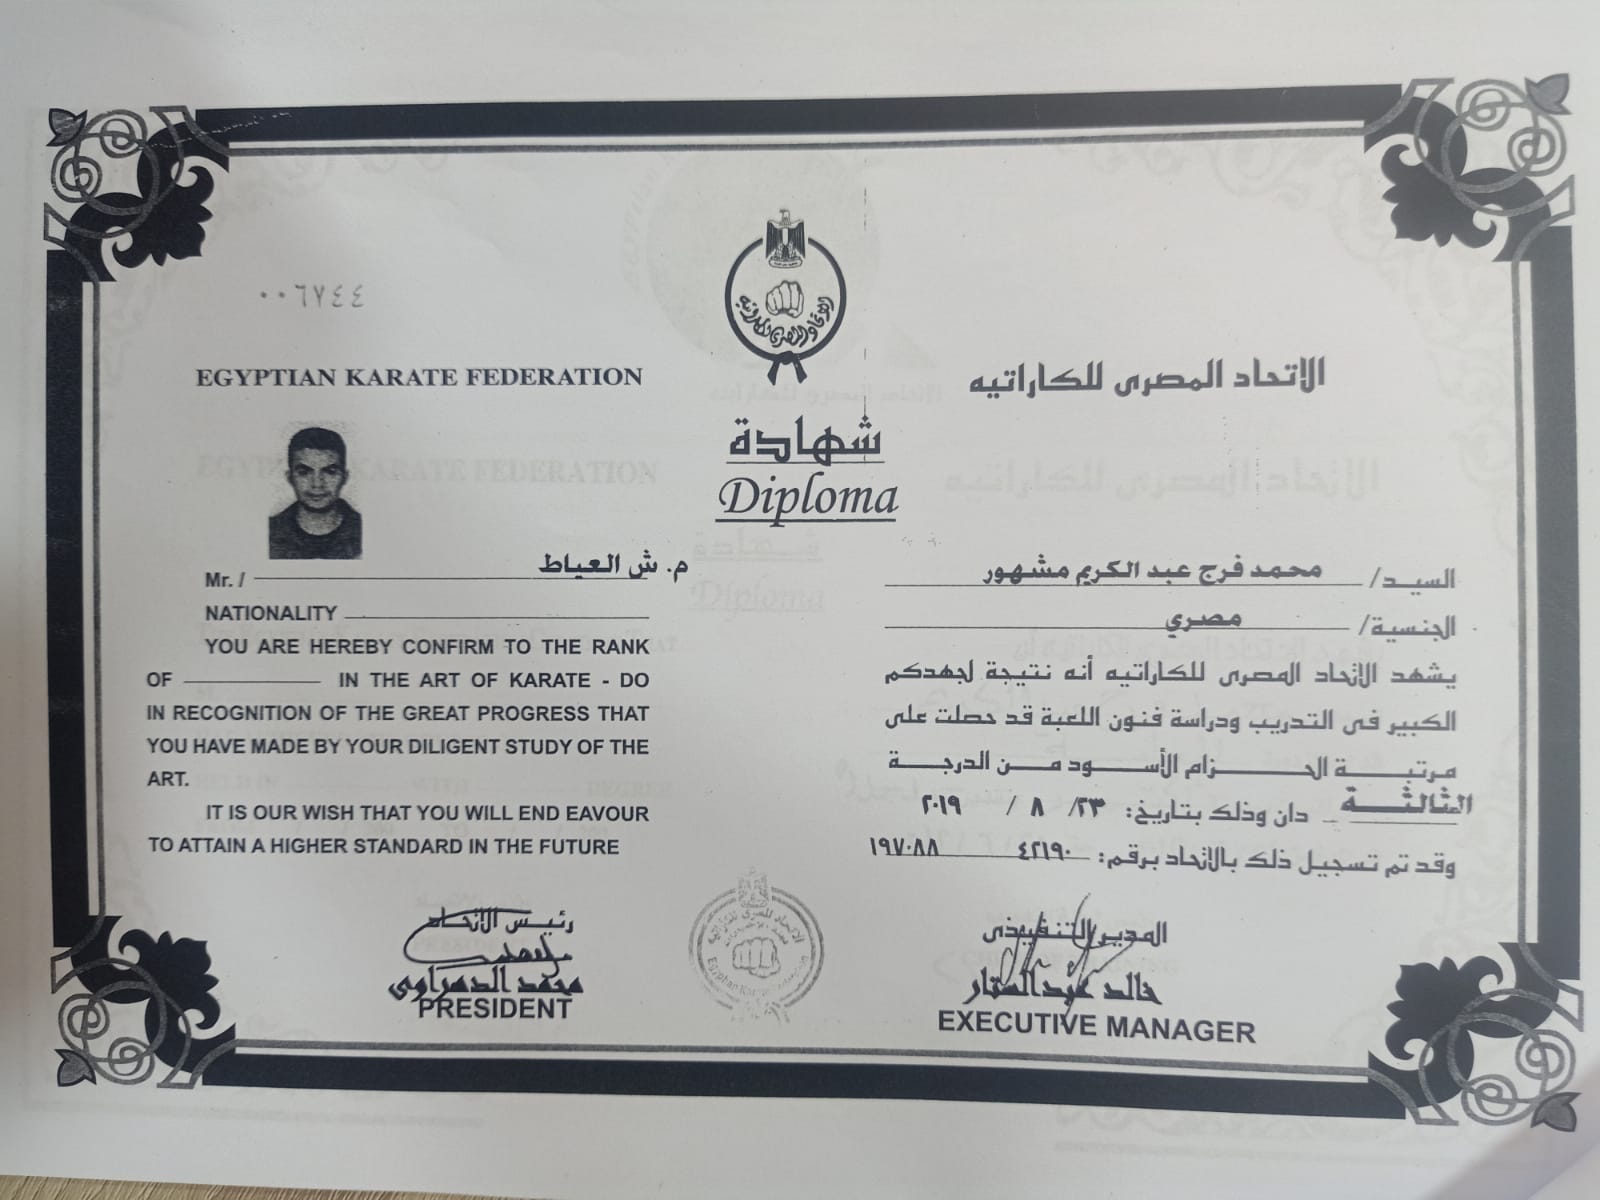 ٠٠٦٧٤٤
EGYPTIAN KARATE FEDERATION
الاتحاد المصرى للكاراتيه
شهادة
Diploma
م. ش العياط
Mr. /
NATIONALITY
YOU ARE HEREBY CONFIRM TO THE RANK
OF IN THE ART OF KARATE - DO
IN RECOGNITION OF THE GREAT PROGRESS THAT
YOU HAVE MADE BY YOUR DILIGENT STUDY OF THE
ART.
IT IS OUR WISH THAT YOU WILL END EAVOUR
TO ATTAIN A HIGHER STANDARD IN THE FUTURE
السيد/ محمد فرج عبد الكريم مشهور
الجنسية/ مصري
يشهد الاتحاد المصرى للكاراتيه أنه نتيجة لجهدكم
الكبير فى التدريب ودراسة فنون اللعبة قد حصلت على
مرتبة الحزام الأسود من الدرجة
الثالثة دان وذلك بتاريخ: ٢٣/ ٨ / ٢٠١٩
وقد تم تسجيل ذلك بالاتحاد برقم: ٤٢١٩٠ ١٩٧٠٨٨
رئيس الاتحاد
محمد الدهراوى
PRESIDENT
المدير التنفيذى
خالد عبدالستار
EXECUTIVE MANAGER